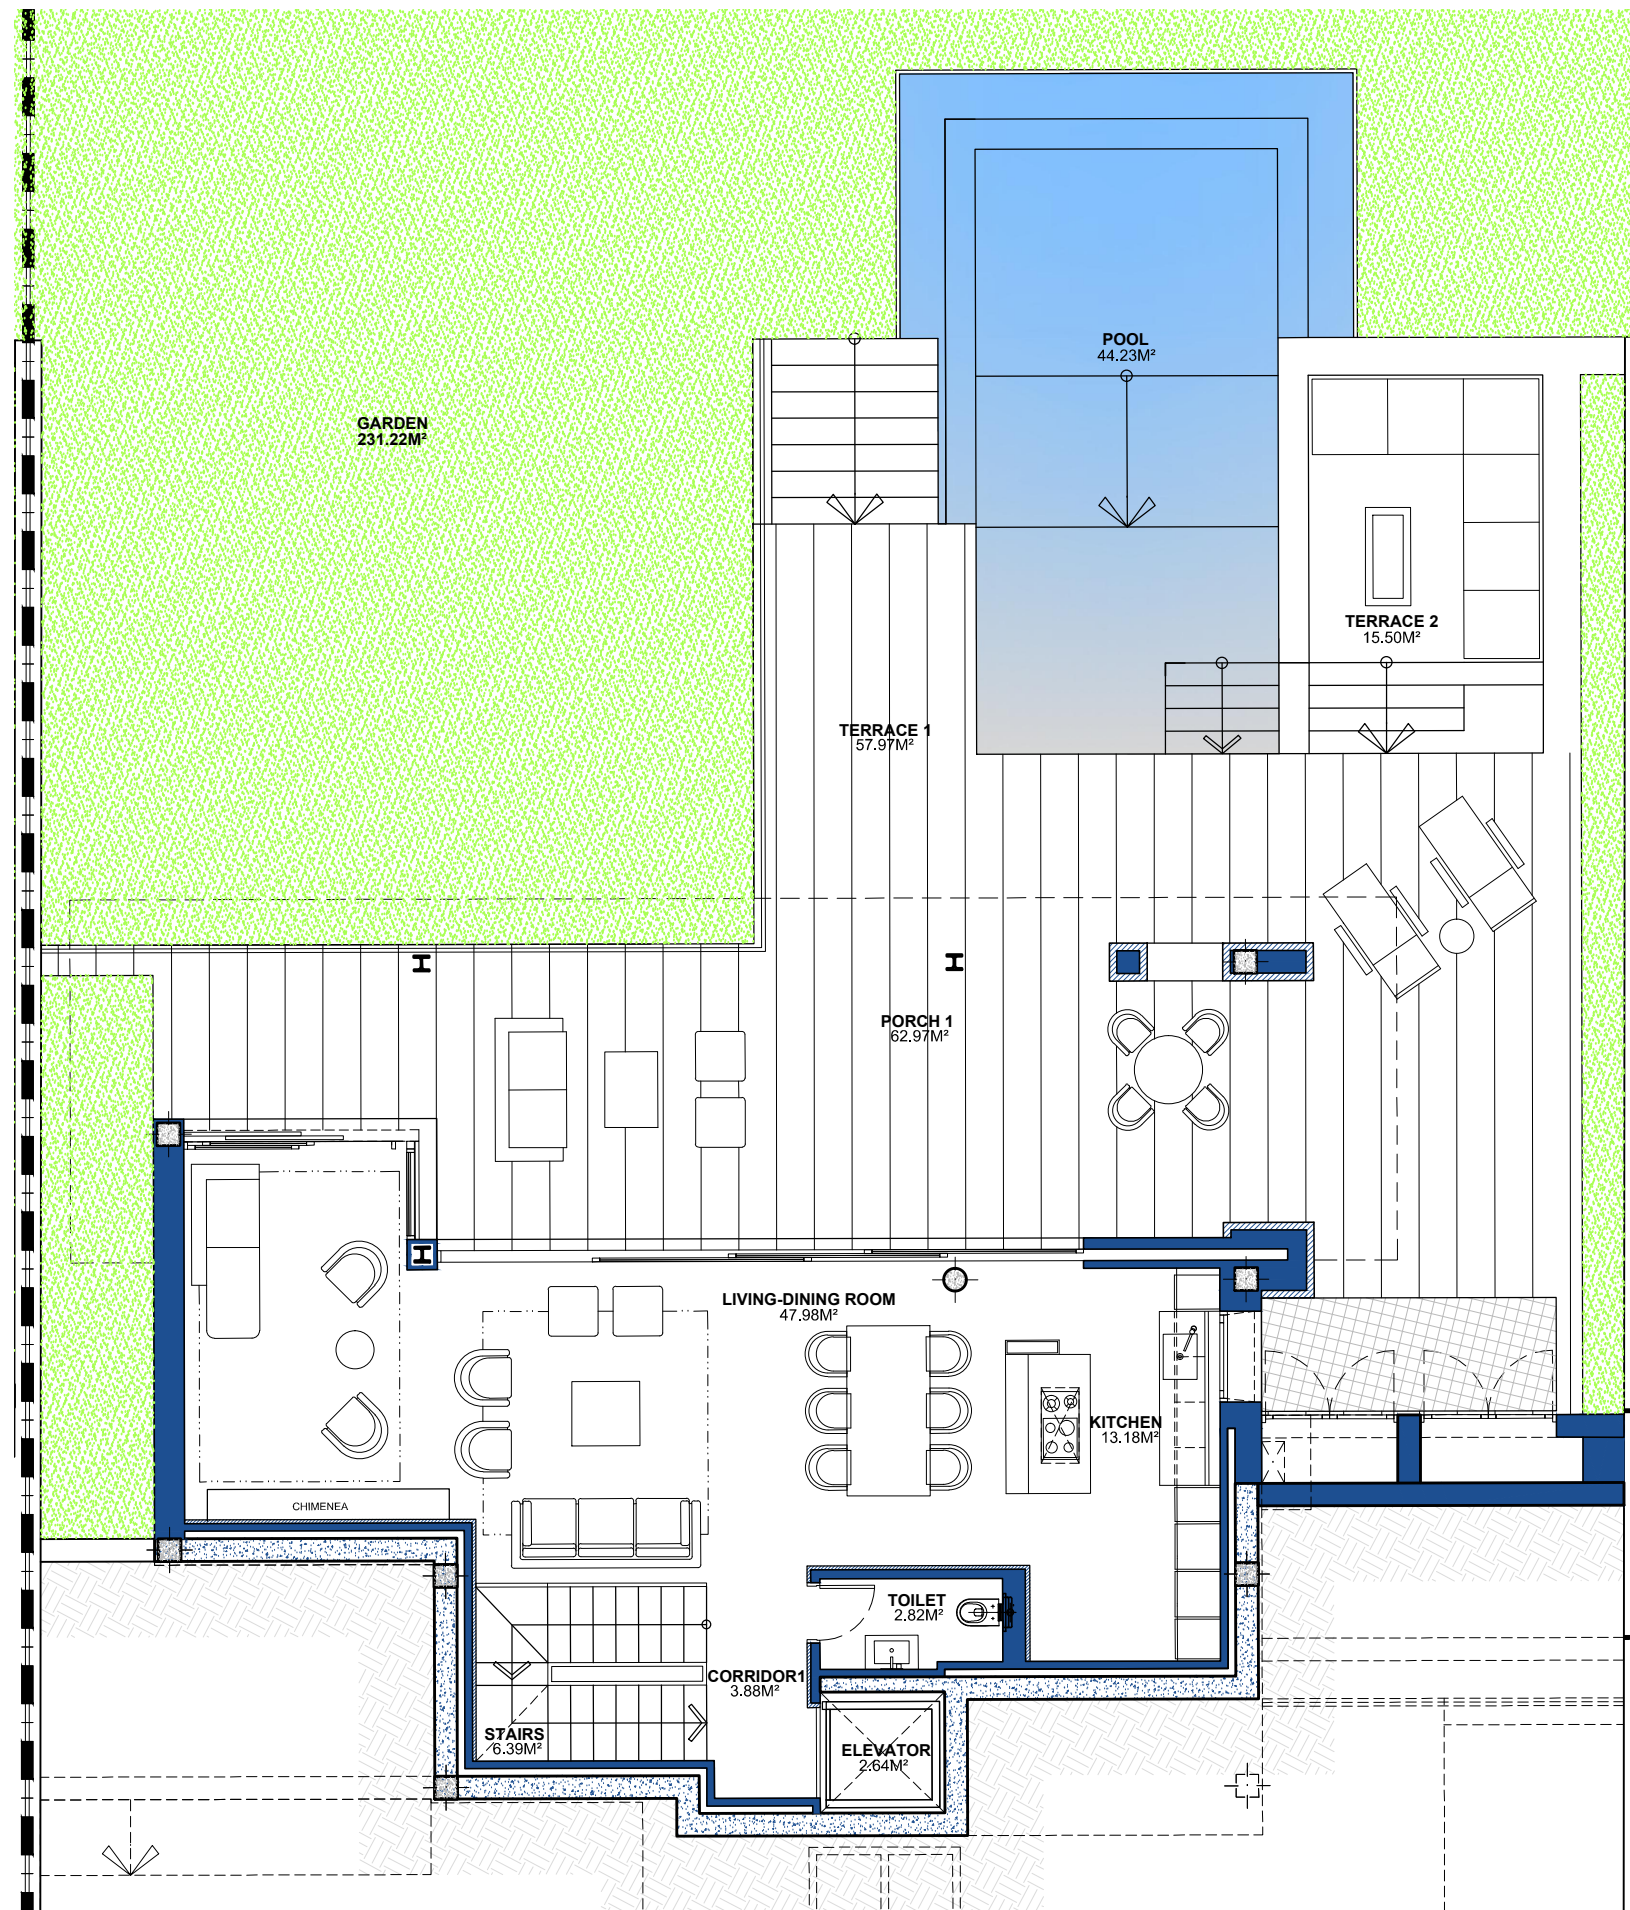 POOL
44.23M²
GARDEN
231.22M²
TERRACE 2
15.50M²
TERRACE 1
57.97M²
PORCH 1
62.97M²
LIVING-DINING ROOM
47.98M²
KITCHEN
13.18M²
CHIMENEA
TOILET
2.82M²
CORRIDOR1
3.88M²
STAIRS
6.39M²
ELEVATOR
2.64M²